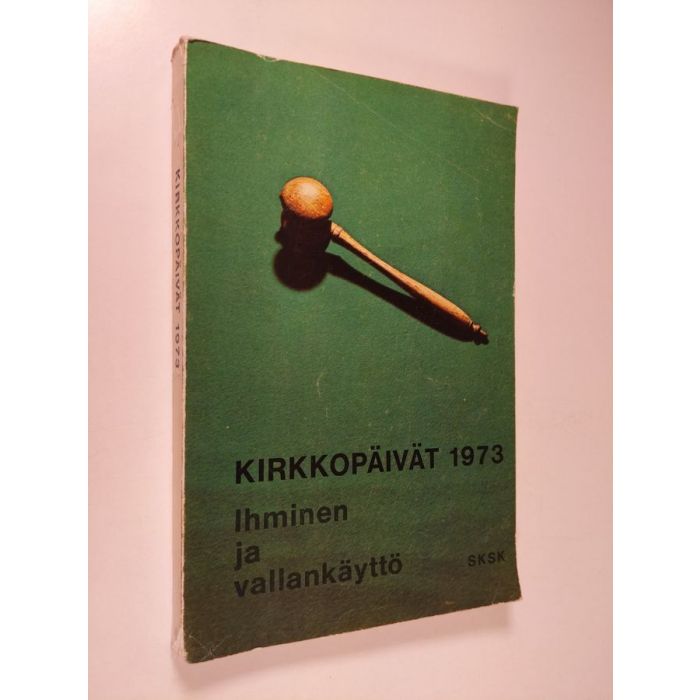 KIRKKOPÄIVÄT 1973
KIRKKOPÄIVÄT 1973
Ihminen
ja
vallankäyttö
SKSK